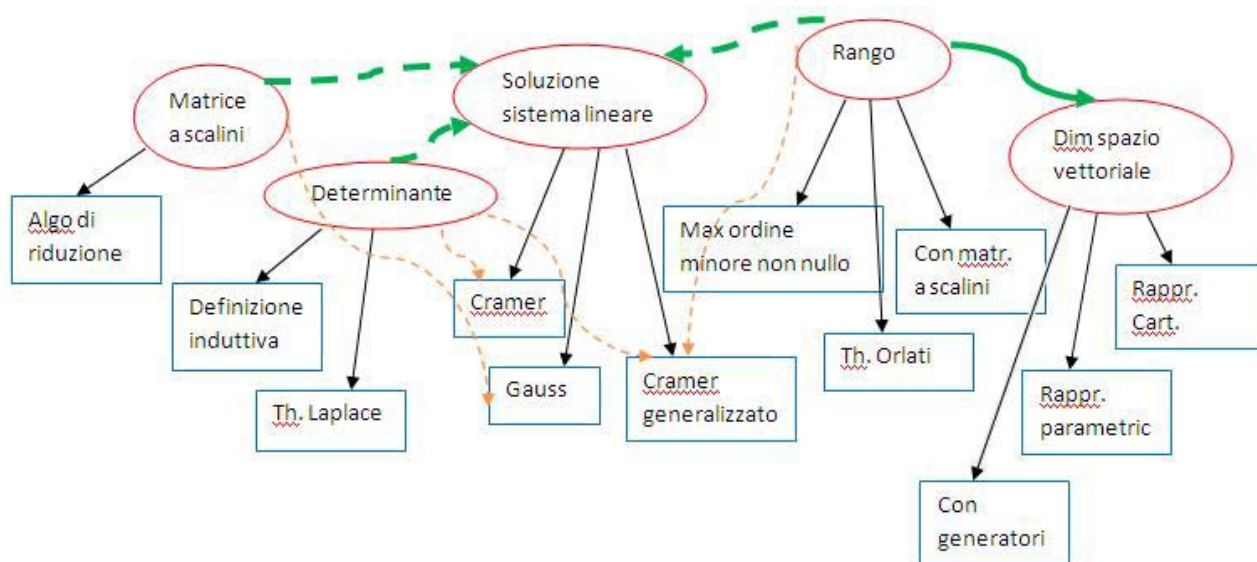 Rango
Soluzione
sistema lineare
Matrice
a scalini
Dim spazio
vettoriale
Determinante
Algo di
riduzione
Max ordine
minore non nullo
Con matr.
a scalini
Definizione
induttiva
Cramer
Rappr.
Cart.
Th. Orlati
Gauss
Cramer
generalizzato
Rappr.
parametric
Th. Laplace
Con
generatori